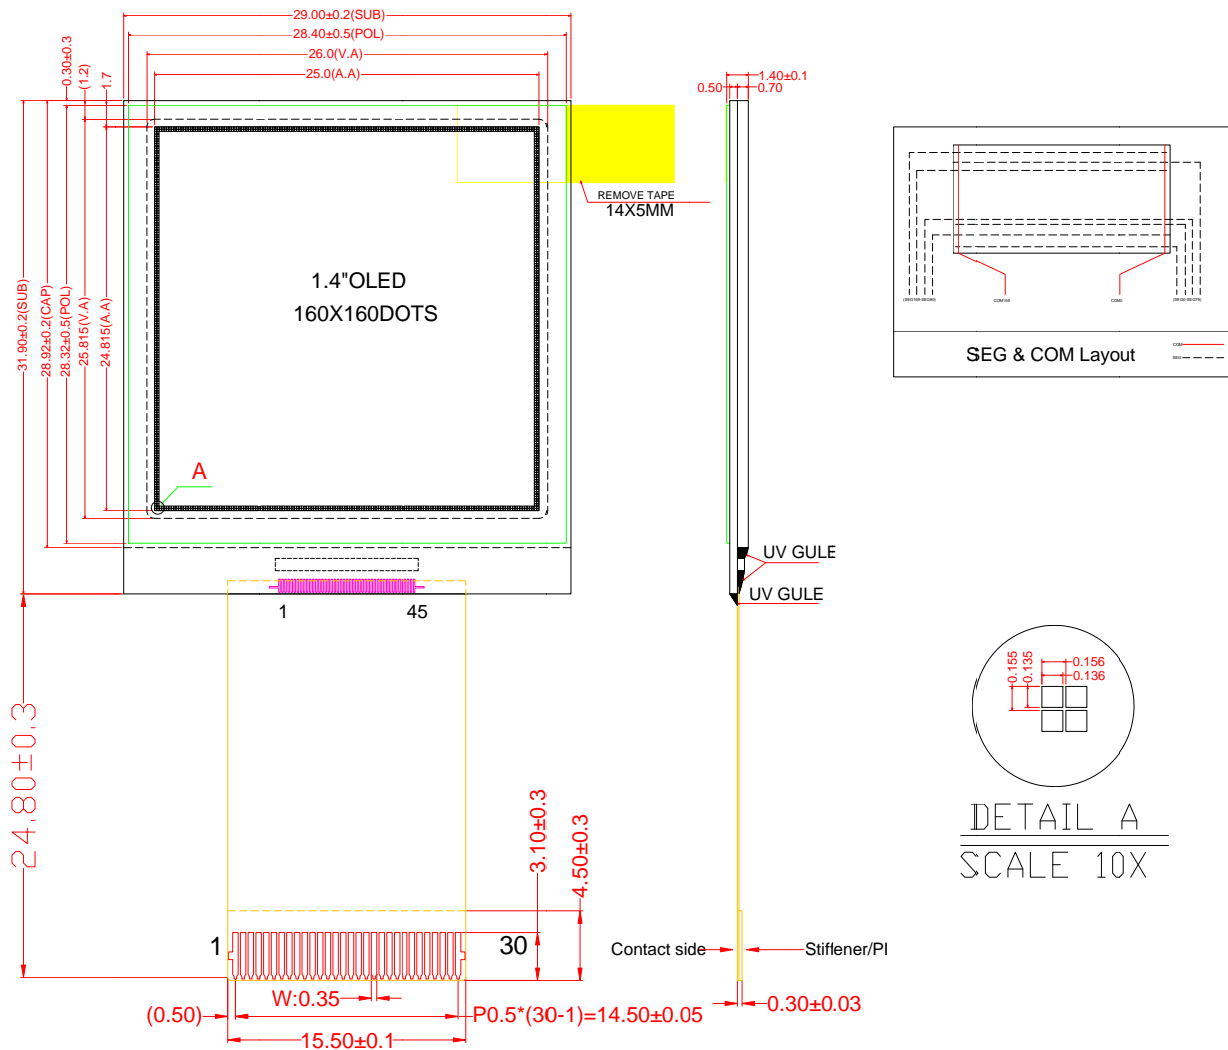 29.00±0.2(SUB)
28.40±0.5(POL)
26.0(V.A)
25.0(A.A)
0.30±0.3
(1.2)
1.7
31.90±0.2(SUB)
28.92±0.2(CAP)
28.32±0.5(POL)
25.815(V.A)
24.815(A.A)
1.4"OLED
160X160DOTS
A
REMOVE TAPE
14X5MM
1 45
24.80±0.3
3.10±0.3
4.50±0.3
1 30
W:0.35
(0.50)
P0.5*(30-1)=14.50±0.05
15.50±0.1
1.40±0.1
0.50 0.70
UV GULE
UV GULE
Contact side
Stiffener/PI
0.30±0.03
COM159
COM0
SEG & COM Layout
COM
SEG
0.155
0.135
0.156
0.136
DETAIL A
SCALE 10X